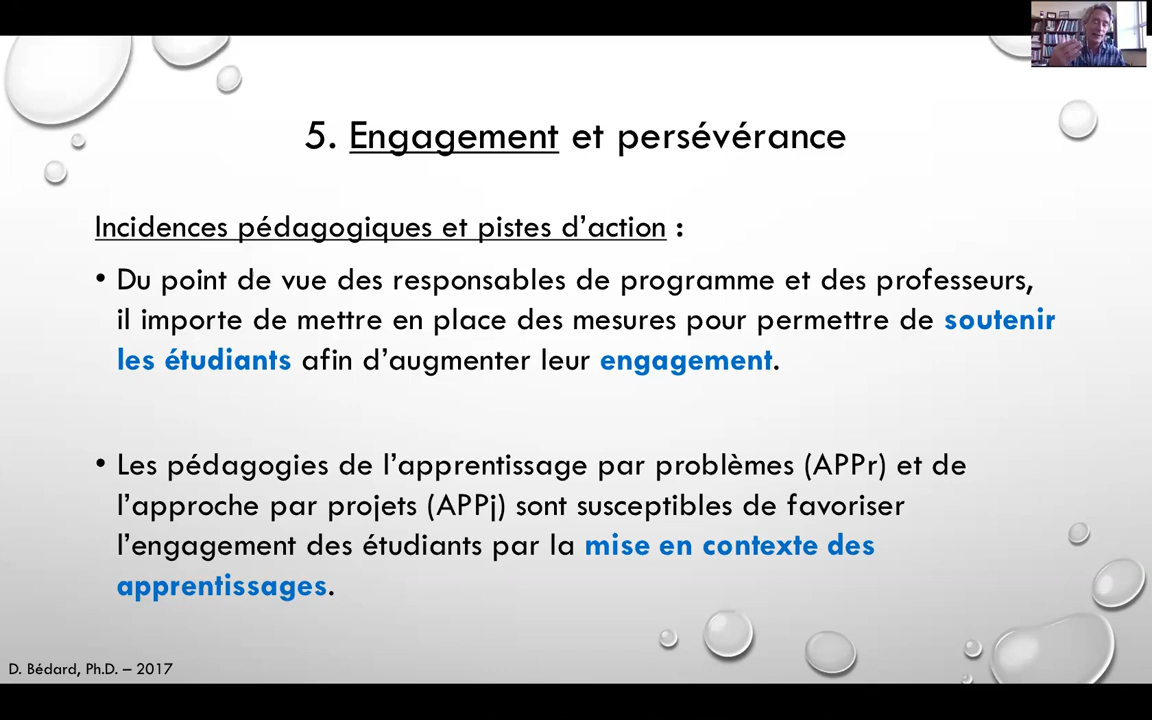 5. Engagement et persévérance
Incidences pédagogiques et pistes d’action :
• Du point de vue des responsables de programme et des professeurs,
il importe de mettre en place des mesures pour permettre de soutenir
les étudiants afin d’augmenter leur engagement.
• Les pédagogies de l’apprentissage par problèmes (APPr) et de
l’approche par projets (APPj) sont susceptibles de favoriser
l’engagement des étudiants par la mise en contexte des
apprentissages.
D. Bédard, Ph.D. – 2017